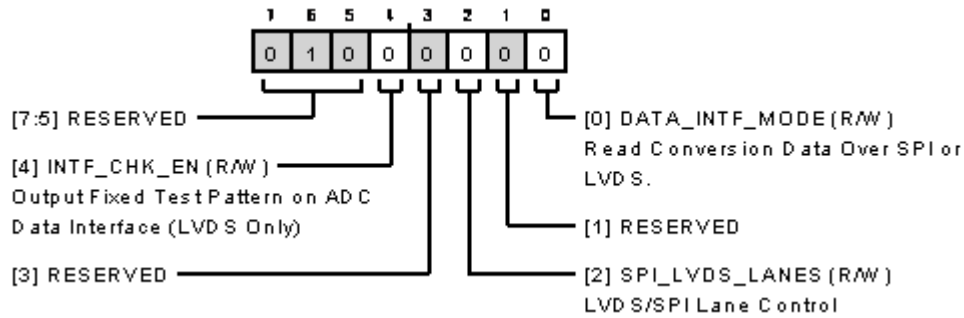 7 6 5 4 3 2 1 0
0 1 0 0 0 0 0 0
[7:5] RESERVED
[4] INTF_CHK_EN (R/W)
Output Fixed Test Pattern on ADC
Data Interface (LVDS Only)
[3] RESERVED
[0] DATA_INTF_MODE (R/W)
Read Conversion Data Over SPI or
LVDS.
[1] RESERVED
[2] SPI_LVDS_LANES (R/W)
LVDS/SPI Lane Control